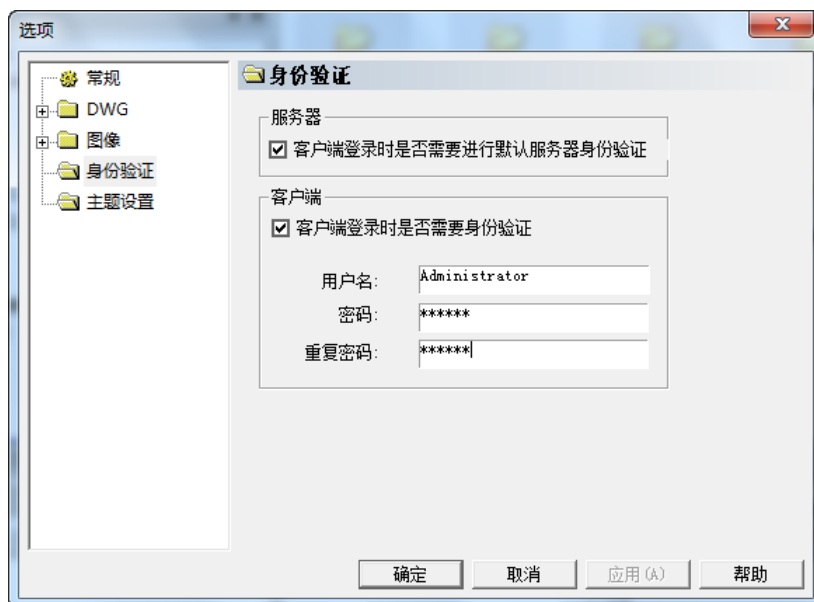 选项
常规
DWG
图像
身份验证
主题设置
身份验证
服务器
客户端登录时是否需要进行默认服务器身份验证
客户端
客户端登录时是否需要身份验证
用户名: Administrator
密码: ******
重复密码: ******
确定 取消 应用(A) 帮助